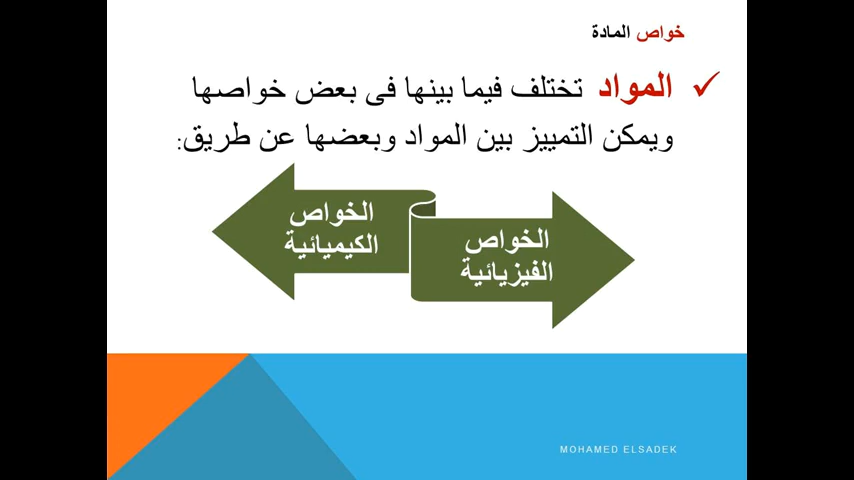 خواص المادة
✓ المواد تختلف فيما بينها فى بعض خواصها
ويمكن التمييز بين المواد وبعضها عن طريق:
الخواص
الفيزيائية
الخواص
الكيميائية
MOHAMED ELSADEK